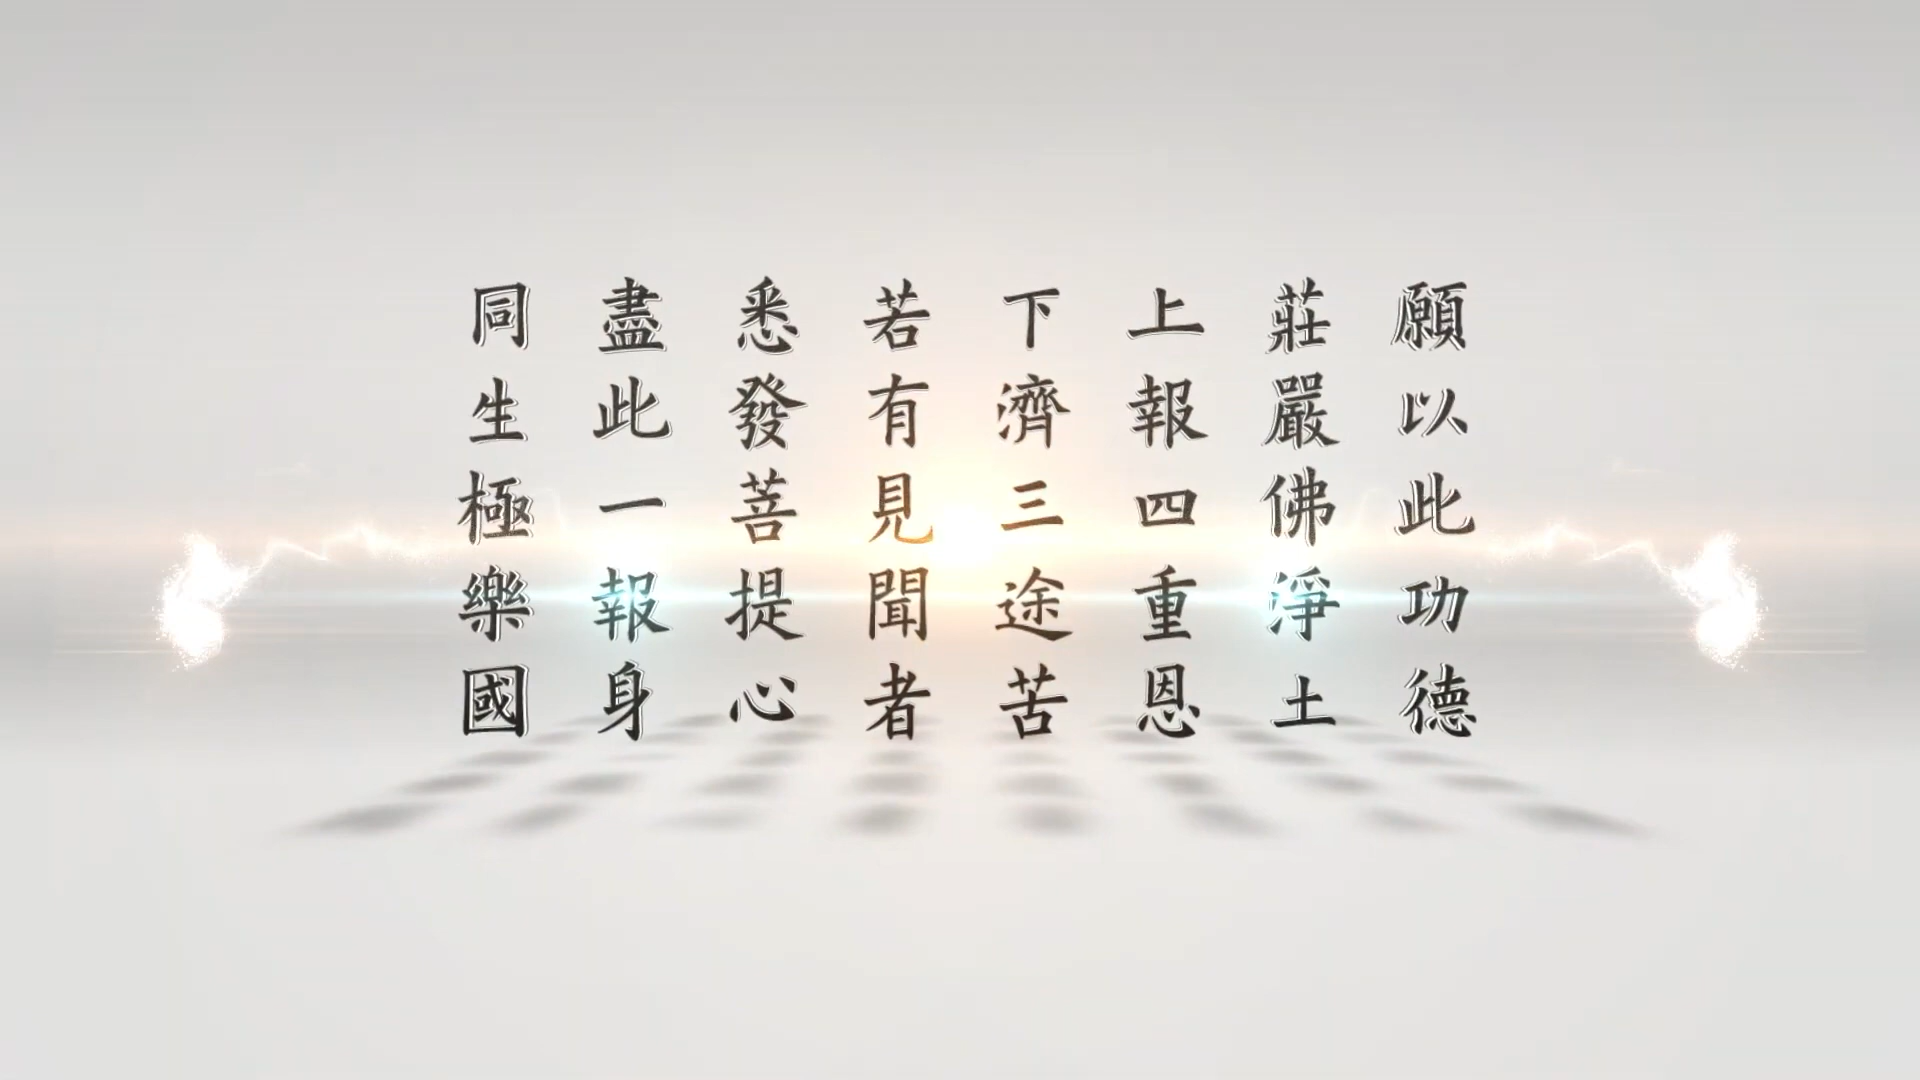 願以此功德
莊嚴佛淨土
上報四重恩
下濟三途苦
若有見聞者
悉發菩提心
盡此一報身
同生極樂國